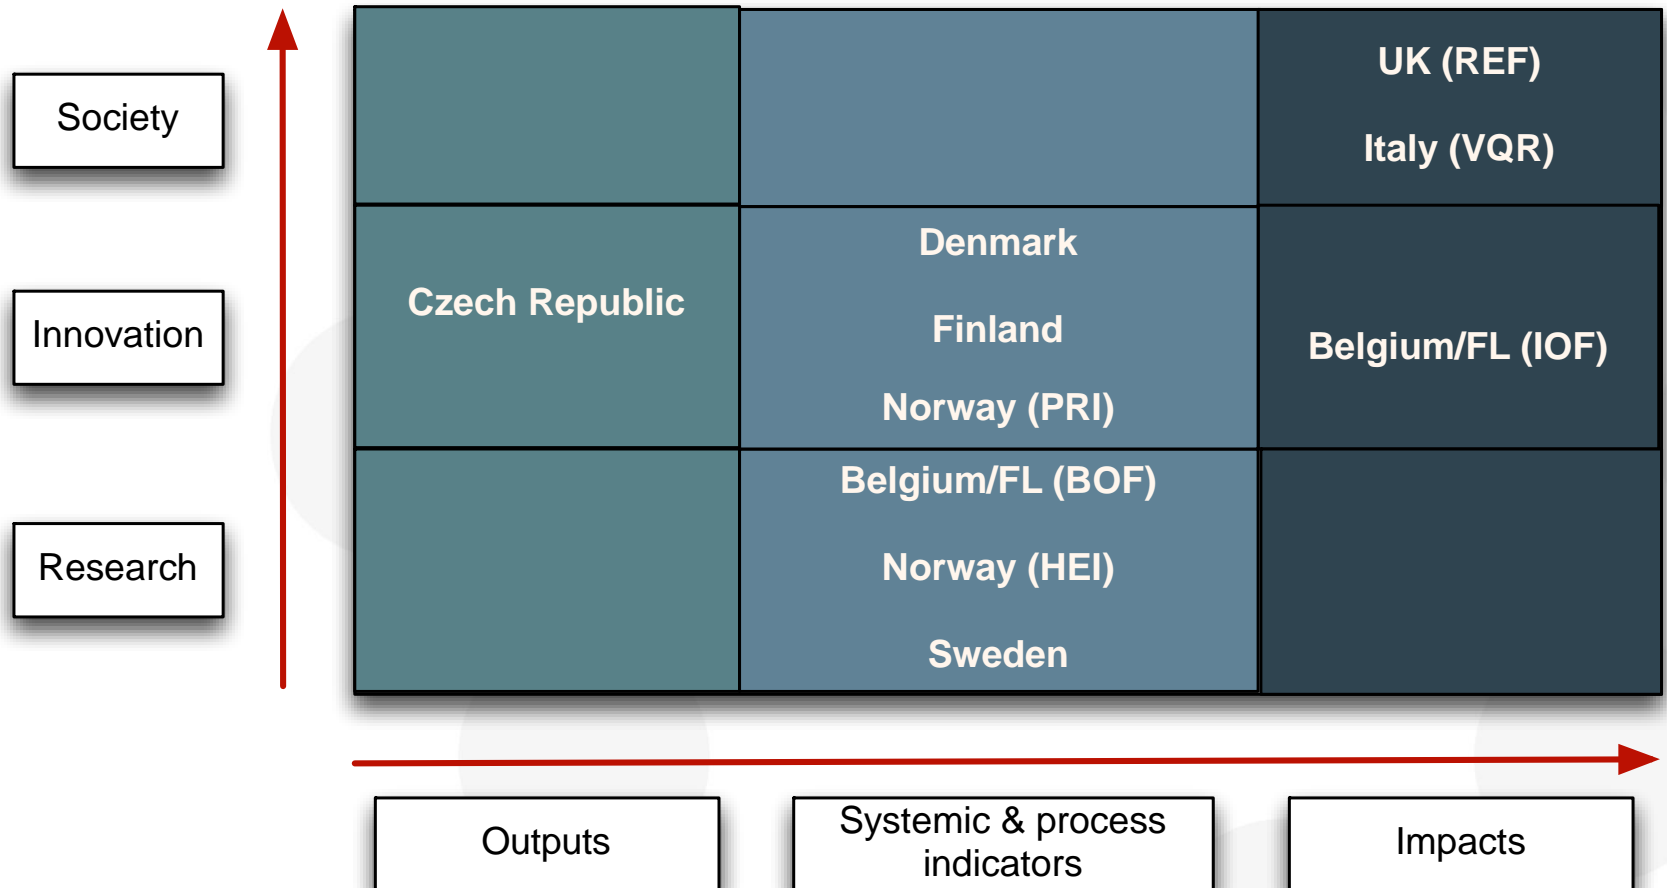 Society
UK (REF)
Italy (VQR)
Innovation
Czech Republic
Denmark
Finland
Norway (PRI)
Belgium/FL (IOF)
Research
Belgium/FL (BOF)
Norway (HEI)
Sweden
Outputs
Systemic & process
indicators
Impacts